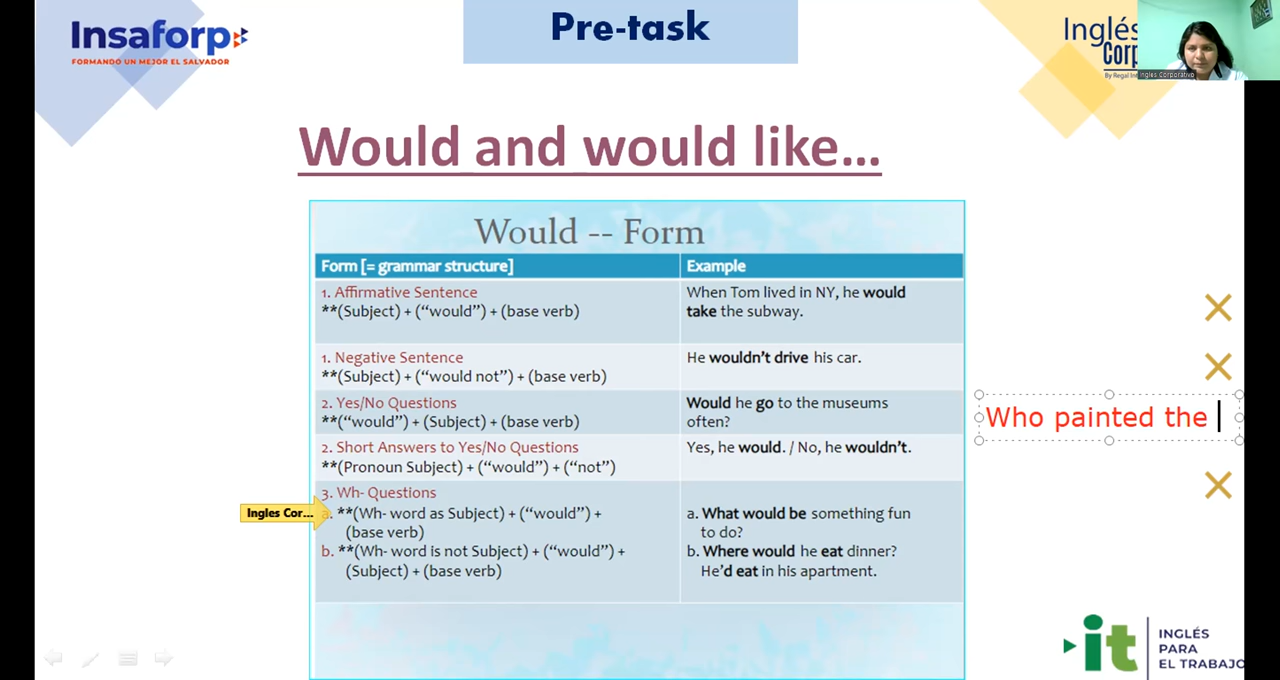 Pre-task
Insaforp
FORMANDO UN MEJOR EL SALVADOR
Inglés
Corp
Ingles Corporativo
Would and would like...
Would -- Form
Form [= grammar structure]
Example
1. Affirmative Sentence
**(Subject) + (“would”) + (base verb)
When Tom lived in NY, he would
take the subway.
1. Negative Sentence
**(Subject) + (“would not”) + (base verb)
He wouldn’t drive his car.
2. Yes/No Questions
**(“would”) + (Subject) + (base verb)
Would he go to the museums
often?
Who painted the
2. Short Answers to Yes/No Questions
**(Pronoun Subject) + (“would”) + (“not”)
Yes, he would. / No, he wouldn’t.
3. Wh- Questions
Ingles Cor...
a. **(Wh- word as Subject) + (“would”) +
(base verb)
b. **(Wh- word is not Subject) + (“would”) +
(Subject) + (base verb)
a. What would be something fun
to do?
b. Where would he eat dinner?
He’d eat in his apartment.
it
INGLÉS
PARA
EL TRABAJO